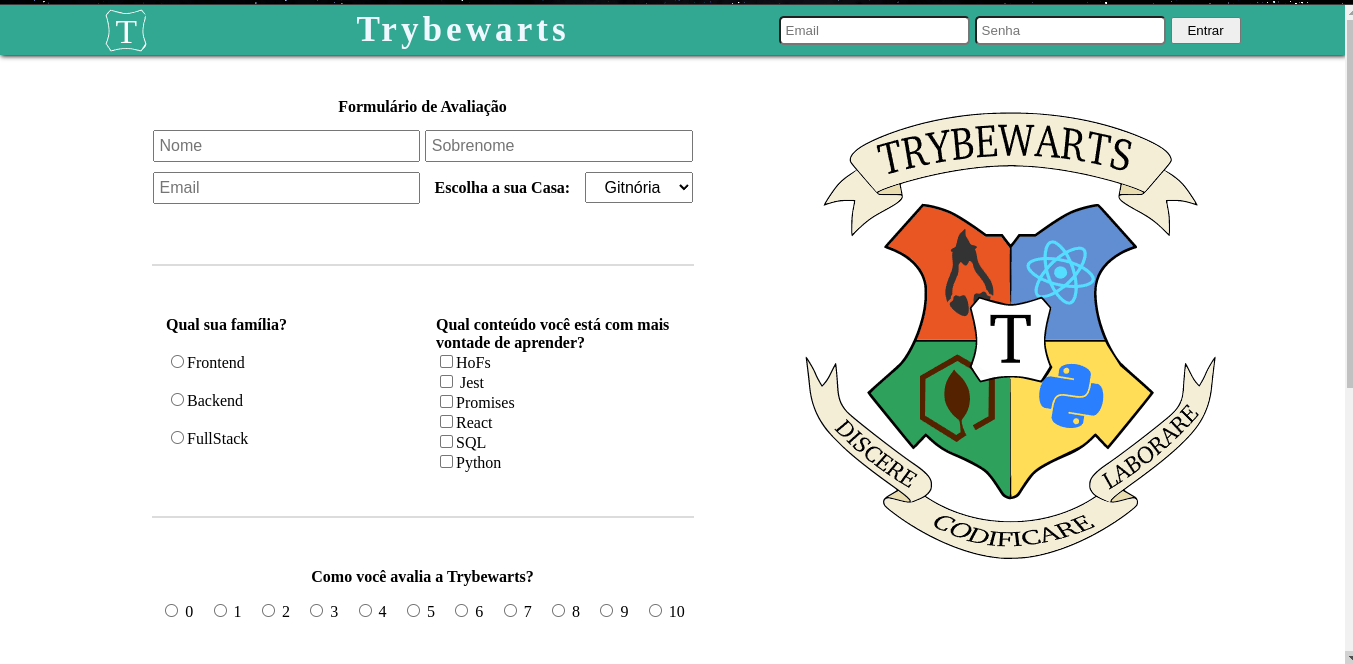 T
Trybewarts
Email
Senha
Entrar
Formulário de Avaliação
Nome
Sobrenome
Email
Escolha a sua Casa:
Gitnória
Qual sua família?
Frontend
Backend
FullStack
Qual conteúdo você está com mais
vontade de aprender?
HoFs
Jest
Promises
React
SQL
Python
Como você avalia a Trybewarts?
0 1 2 3 4 5 6 7 8 9 10
TRYBEWARTS
T
DISCERE
CODIFICARE
LABORARE